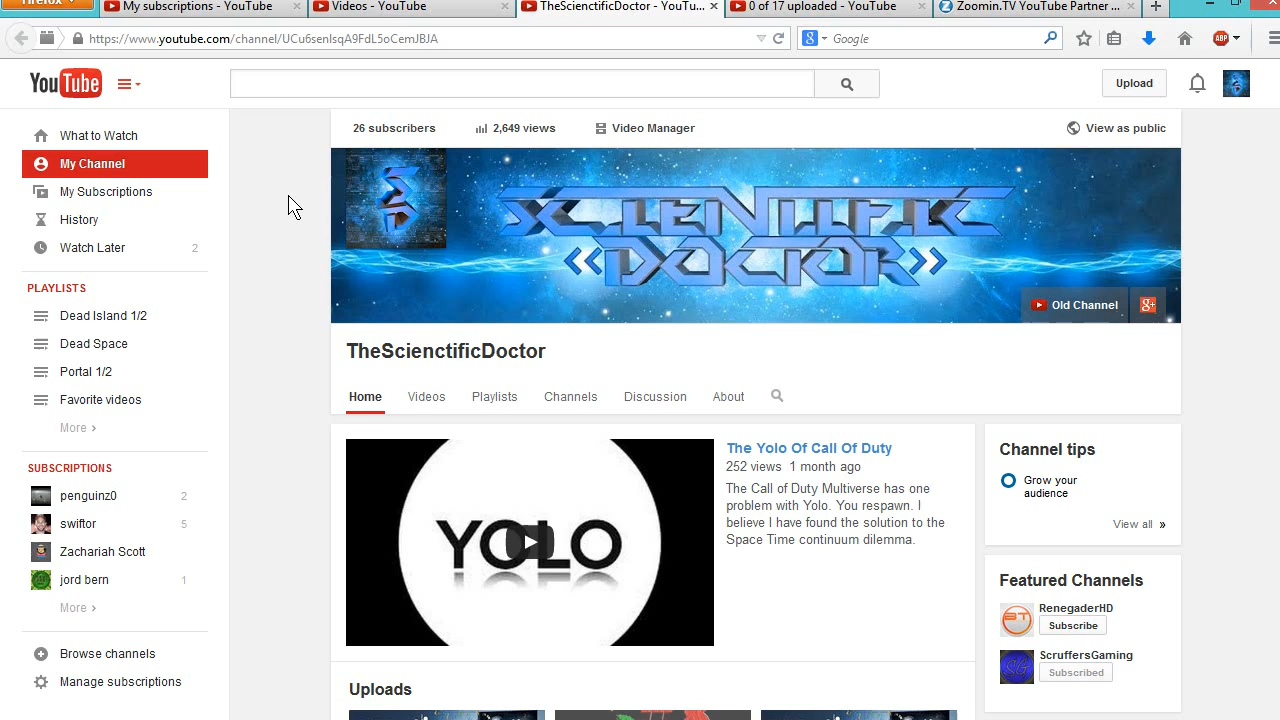 Firefox
My subscriptions - YouTube
Videos - YouTube
TheScienctificDoctor - YouTu...
0 of 17 uploaded - YouTube
Zoomin.TV YouTube Partner ...
https://www.youtube.com/channel/UCu6senIsqA9FdL5oCemJBJA
Google
ABP
YouTube
Upload
What to Watch
My Channel
My Subscriptions
History
Watch Later 2
PLAYLISTS
Dead Island 1/2
Dead Space
Portal 1/2
Favorite videos
More ›
SUBSCRIPTIONS
penguinz0 2
swiftor 5
Zachariah Scott
jord bern 1
More ›
Browse channels
Manage subscriptions
26 subscribers
2,649 views
Video Manager
View as public
SCIENTIFIC
«DOCTOR»
Old Channel
g+
TheScienctificDoctor
Home
Videos
Playlists
Channels
Discussion
About
YOLO
The Yolo Of Call Of Duty
252 views 1 month ago
The Call of Duty Multiverse has one
problem with Yolo. You respawn. I
believe I have found the solution to the
Space Time continuum dilemma.
Uploads
Channel tips
Grow your
audience
View all »
Featured Channels
RenegaderHD
Subscribe
ScruffersGaming
Subscribed